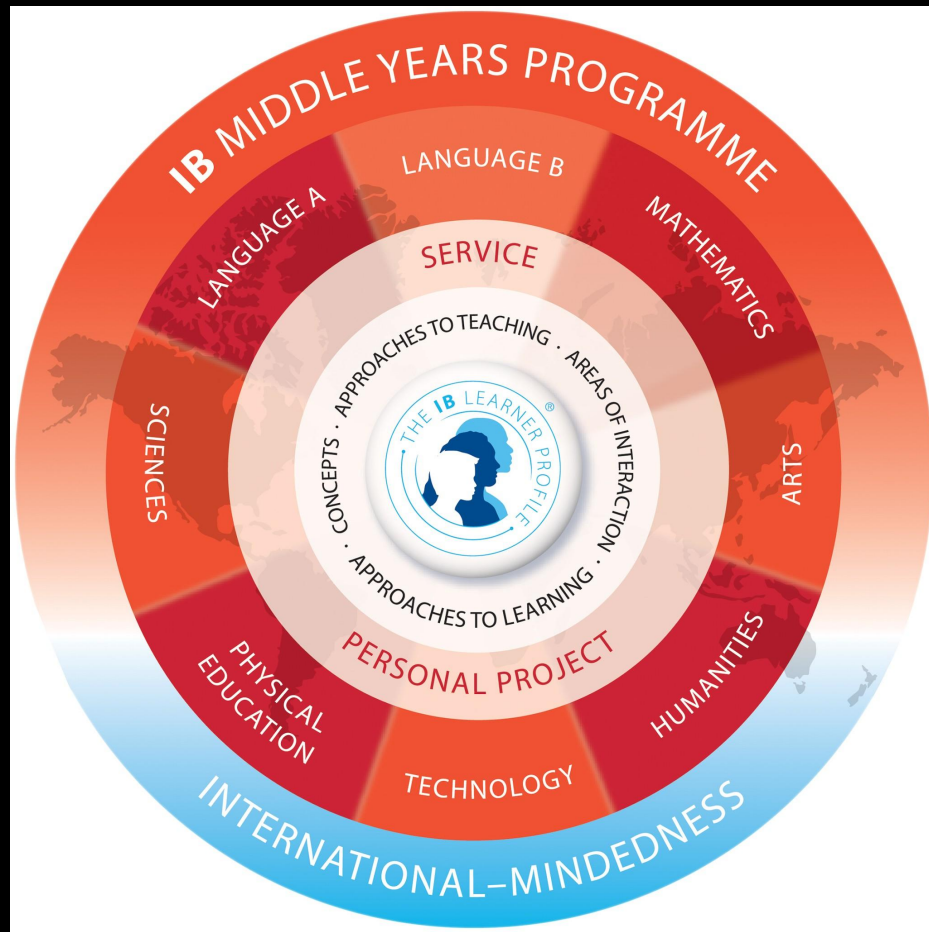 IB MIDDLE YEARS PROGRAMME
LANGUAGE B
LANGUAGE A
MATHEMATICS
SCIENCES
ARTS
PHYSICAL
EDUCATION
HUMANITIES
TECHNOLOGY
SERVICE
PERSONAL PROJECT
APPROACHES TO TEACHING · AREAS OF INTERACTION · APPROACHES TO LEARNING · CONCEPTS ·
THE IB LEARNER PROFILE ®
INTERNATIONAL–MINDEDNESS